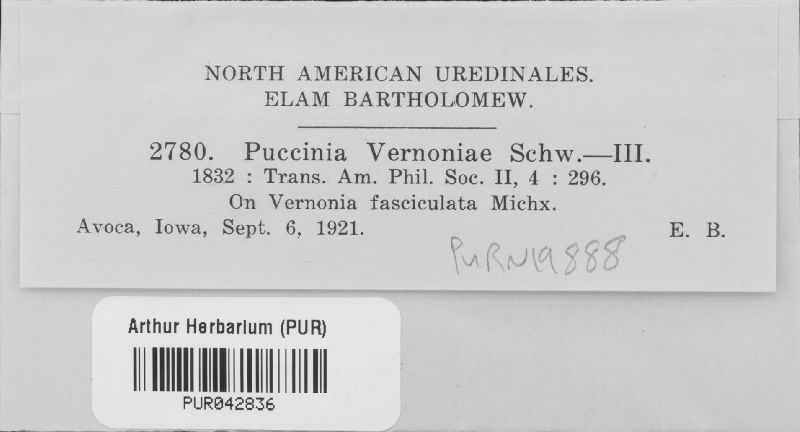 NORTH AMERICAN UREDINALES.
ELAM BARTHOLOMEW.
2780. Puccinia Vernoniae Schw.—III.
1832 : Trans. Am. Phil. Soc. II, 4 : 296.
On Vernonia fasciculata Michx.
Avoca, Iowa, Sept. 6, 1921. E. B.
PURN19888
Arthur Herbarium (PUR)
PUR042836